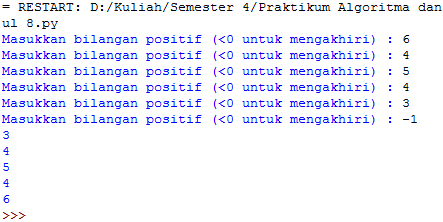 = RESTART: D:/Kuliah/Semester 4/Praktikum Algoritma dan
ul 8.py
Masukkan bilangan positif (<0 untuk mengakhiri) : 6
Masukkan bilangan positif (<0 untuk mengakhiri) : 4
Masukkan bilangan positif (<0 untuk mengakhiri) : 5
Masukkan bilangan positif (<0 untuk mengakhiri) : 4
Masukkan bilangan positif (<0 untuk mengakhiri) : 3
Masukkan bilangan positif (<0 untuk mengakhiri) : -1
3
4
5
4
6
>>>